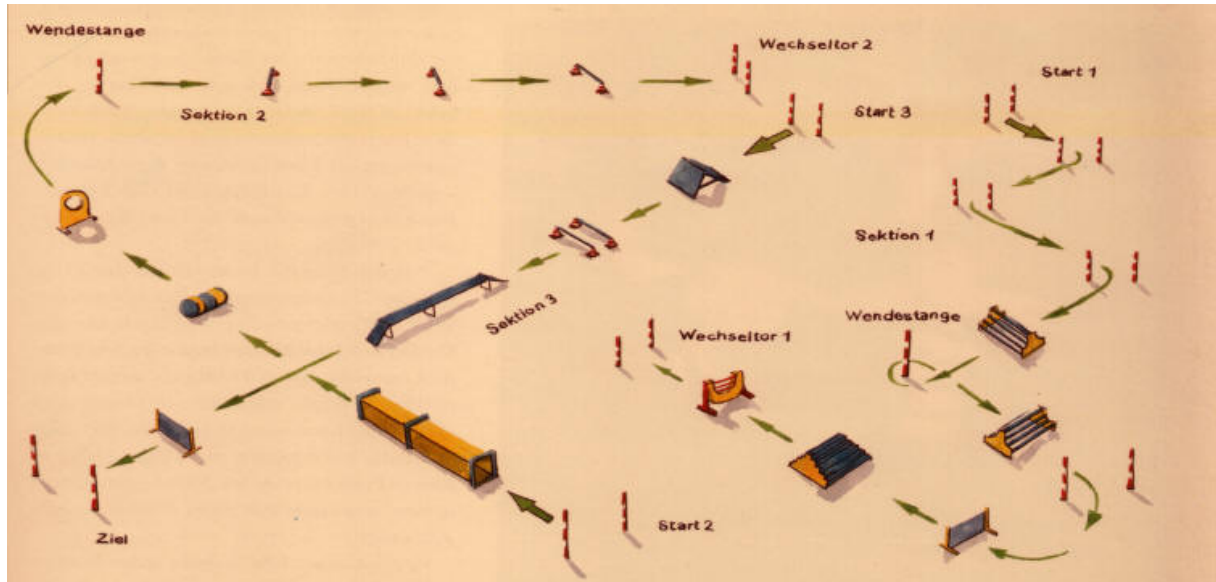 Wendestange
Wechseltor 2
Start 1
Sektion 2
Start 3
Sektion 1
Sektion 3
Wechseltor 1
Wendestange
Start 2
Ziel